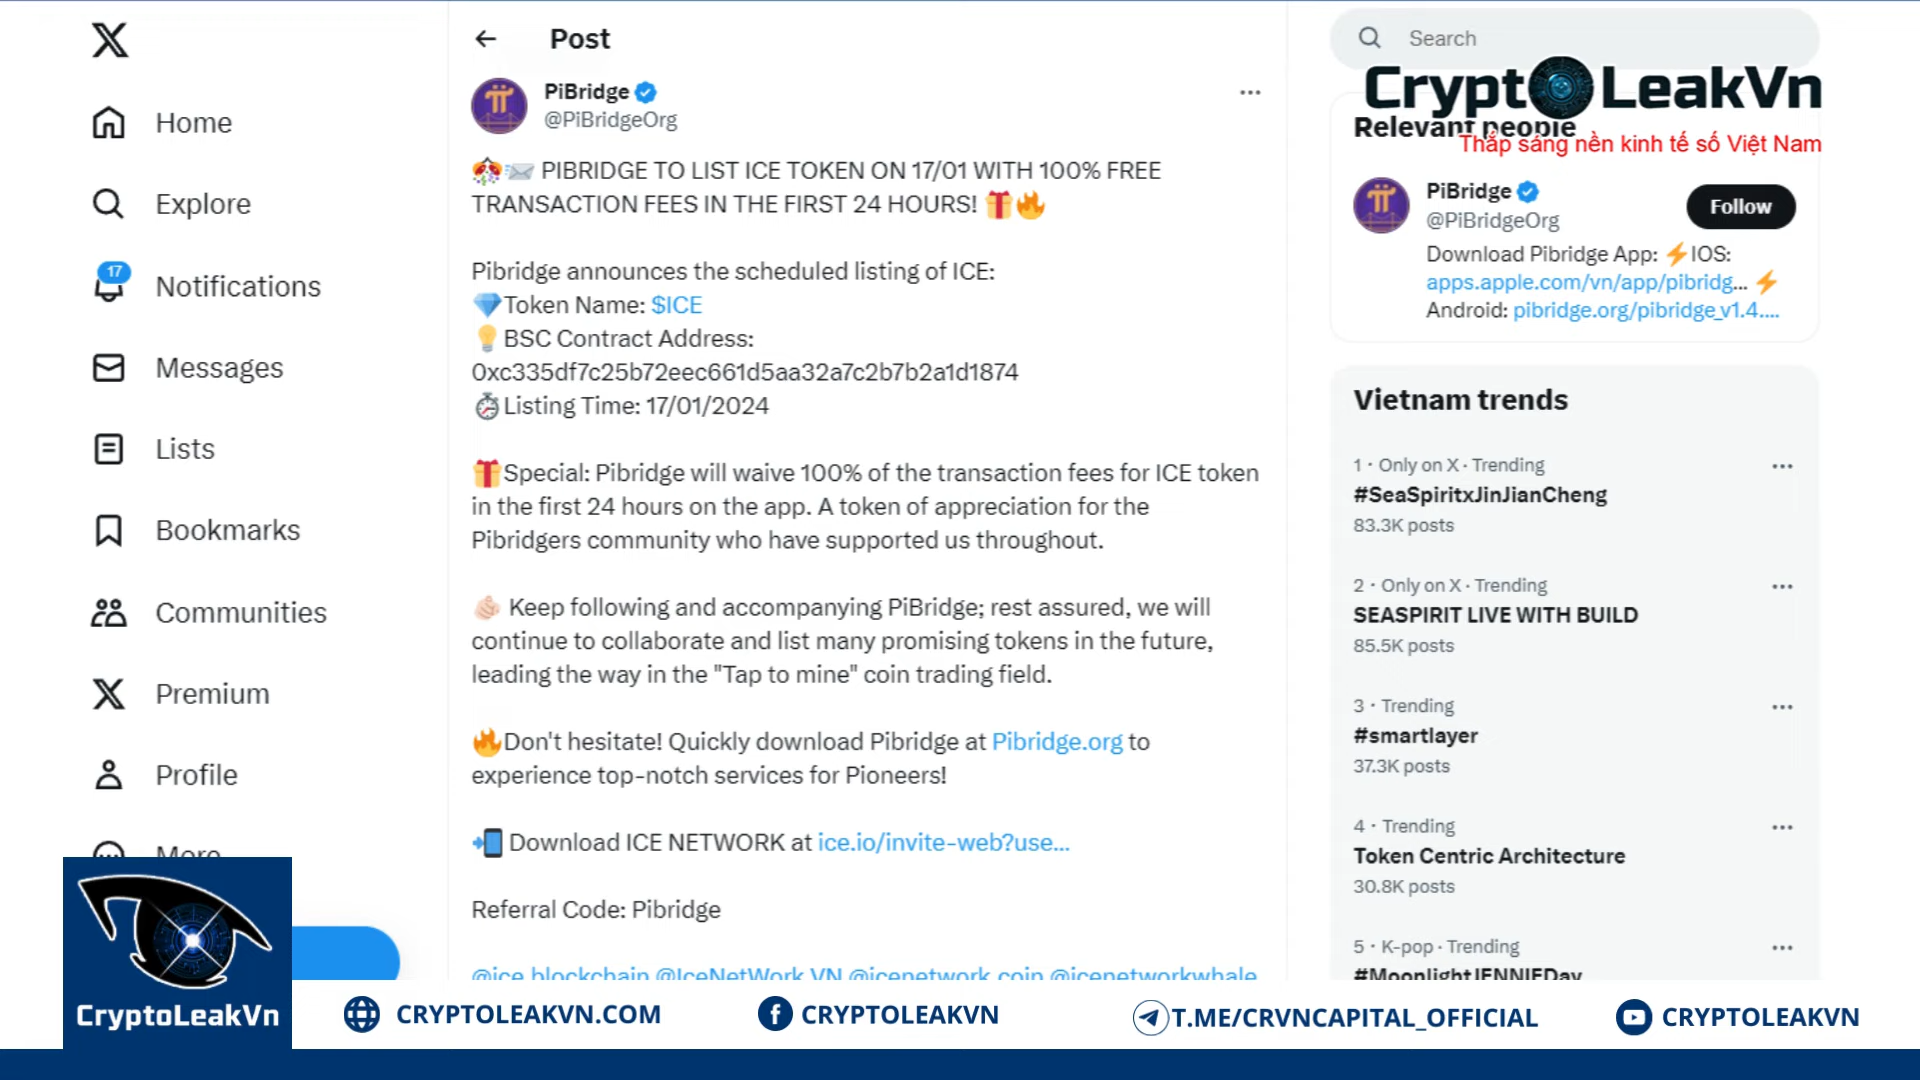 Home
Explore
17
Notifications
Messages
Lists
Bookmarks
Communities
Premium
Profile
More
Post
PiBridge
@PiBridgeOrg
PIBRIDGE TO LIST ICE TOKEN ON 17/01 WITH 100% FREE
TRANSACTION FEES IN THE FIRST 24 HOURS!
Pibridge announces the scheduled listing of ICE:
Token Name: $ICE
BSC Contract Address:
0xc335df7c25b72eec661d5aa32a7c2b7b2a1d1874
Listing Time: 17/01/2024
Special: Pibridge will waive 100% of the transaction fees for ICE token
in the first 24 hours on the app. A token of appreciation for the
Pibridgers community who have supported us throughout.
Keep following and accompanying PiBridge; rest assured, we will
continue to collaborate and list many promising tokens in the future,
leading the way in the "Tap to mine" coin trading field.
Don't hesitate! Quickly download Pibridge at Pibridge.org to
experience top-notch services for Pioneers!
Download ICE NETWORK at ice.io/invite-web?use...
Referral Code: Pibridge
@ice_blockchain @IceNetWork_VN @icenetwork_coin @icenetworkwhale
Search
CryptoLeakVn
Relevant people
Thắp sáng nền kinh tế số Việt Nam
PiBridge
@PiBridgeOrg
Follow
Download Pibridge App: ⚡IOS:
apps.apple.com/vn/app/pibridg... ⚡
Android: pibridge.org/pibridge_v1.4....
Vietnam trends
1 · Only on X · Trending
#SeaSpiritxJinJianCheng
83.3K posts
2 · Only on X · Trending
SEASPIRIT LIVE WITH BUILD
85.5K posts
3 · Trending
#smartlayer
37.3K posts
4 · Trending
Token Centric Architecture
30.8K posts
5 · K-pop · Trending
#MoonlightJENNIEDay
CryptoLeakVn
CRYPTOLEAKVN.COM
CRYPTOLEAKVN
T.ME/CRVNCAPITAL_OFFICIAL
CRYPTOLEAKVN